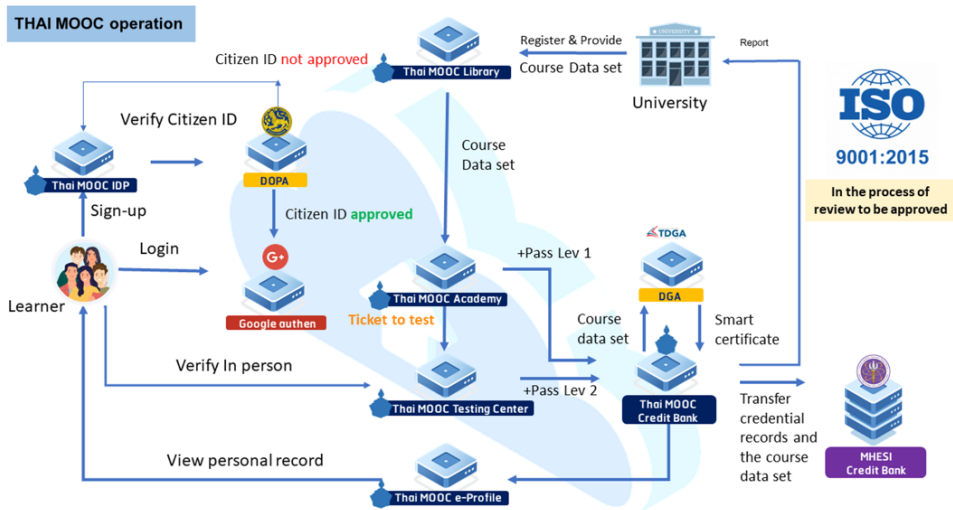 THAI MOOC operation
Citizen ID not approved
Verify Citizen ID
Thai MOOC IDP
DOPA
Sign-up
Citizen ID approved
Login
G+
Learner
Google authen
Thai MOOC Library
Register & Provide
Course Data set
UNIVERSITY
University
Report
ISO
9001:2015
In the process of
review to be approved
Course
Data set
+Pass Lev 1
Thai MOOC Academy
Ticket to test
TDGA
DGA
Course
data set
Smart
certificate
Verify In person
Thai MOOC Testing Center
+Pass Lev 2
Thai MOOC
Credit Bank
Transfer
credential
records and
the course
data set
MHESI
Credit Bank
View personal record
Thai MOOC e-Profile